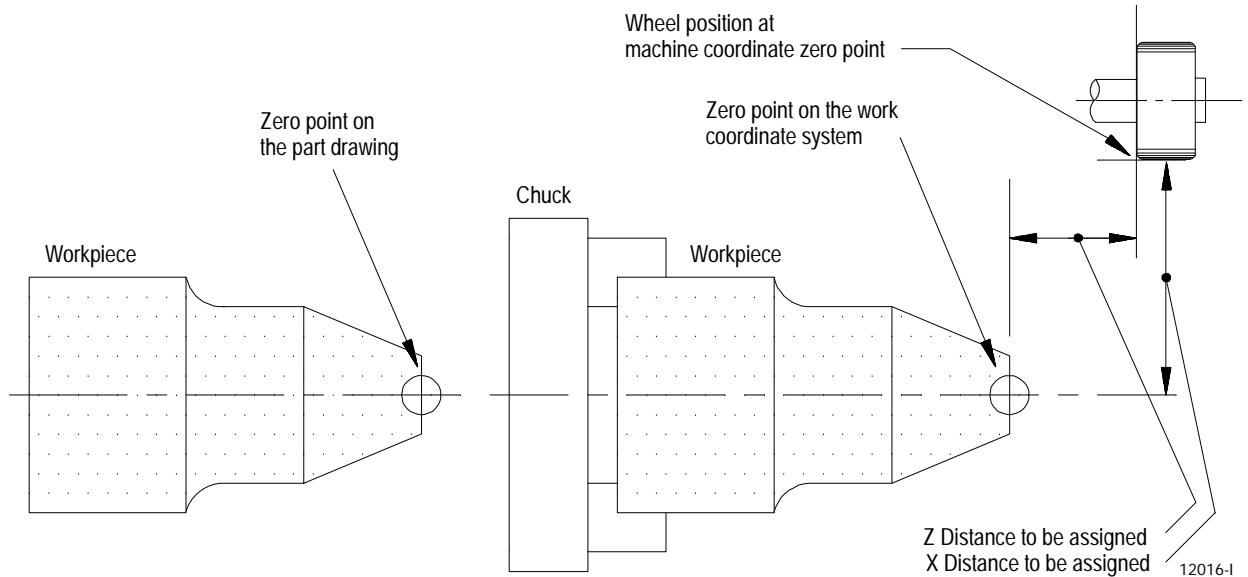 Wheel position at
machine coordinate zero point
Zero point on
the part drawing
Zero point on the work
coordinate system
Chuck
Workpiece
Workpiece
Z Distance to be assigned
X Distance to be assigned
12016-I